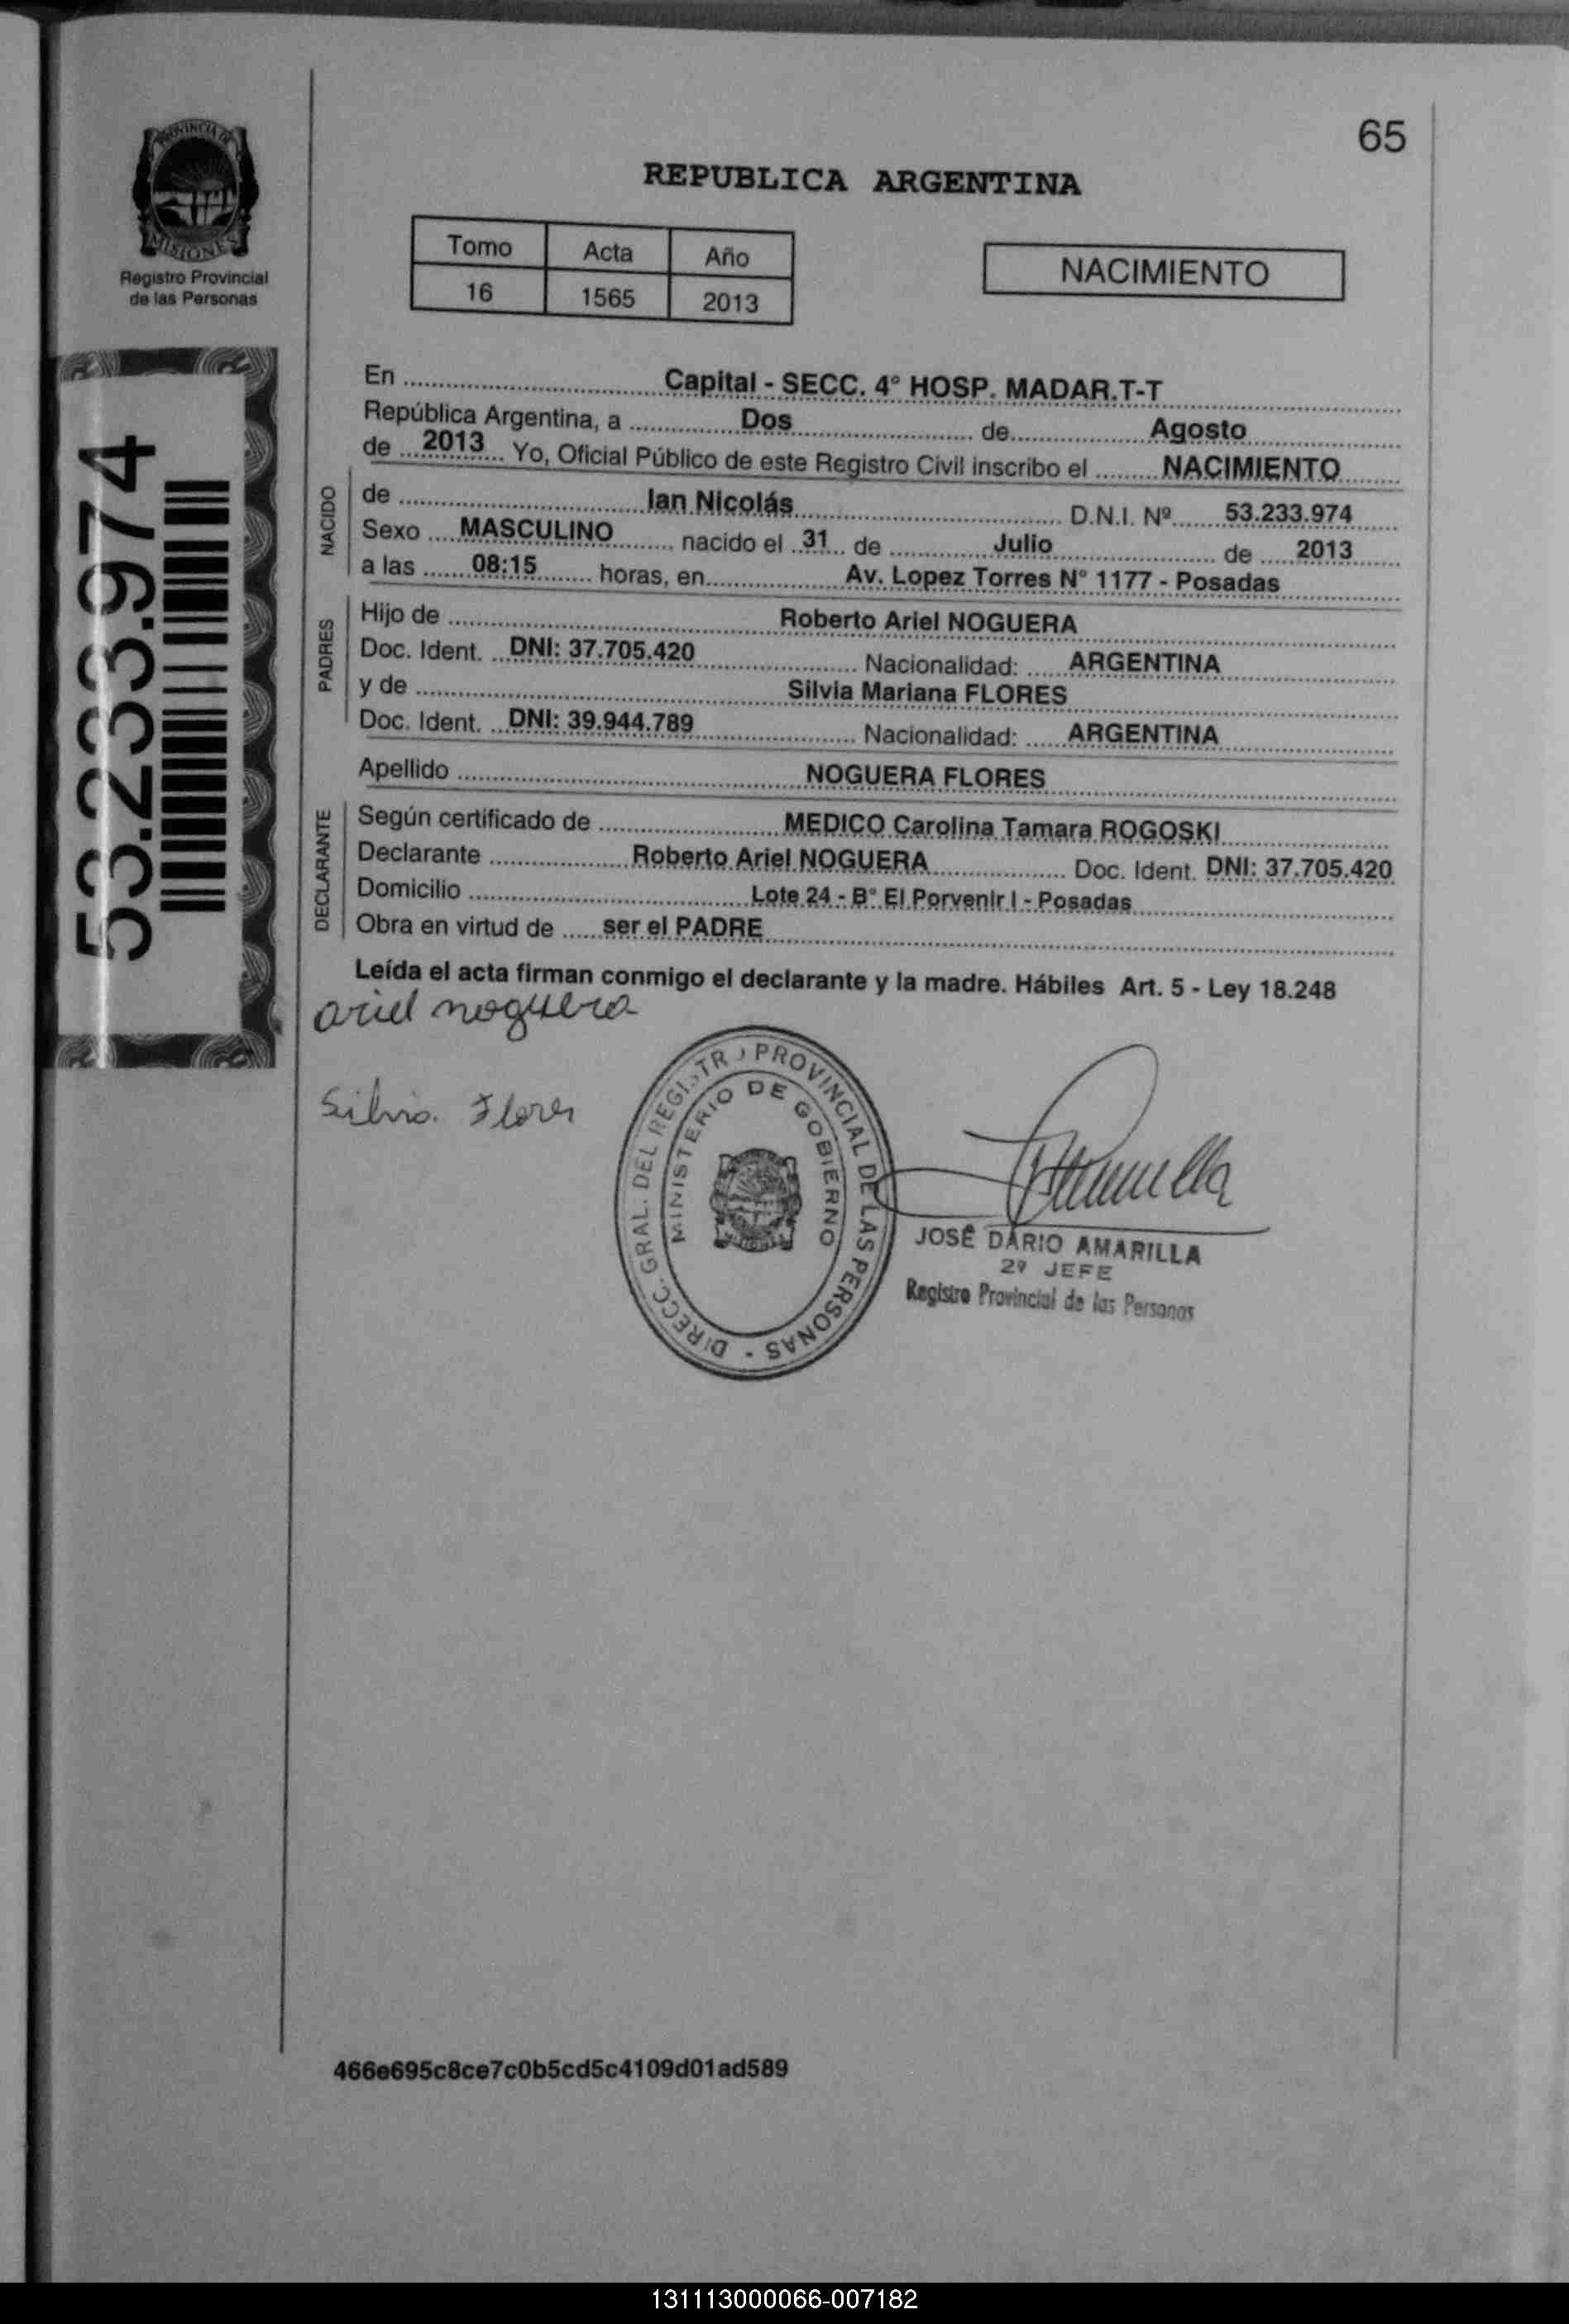 65
PROVINCIA DE
MISIONES
Registro Provincial
de las Personas
REPUBLICA ARGENTINA
Tomo Acta Año
16 1565 2013
NACIMIENTO
53.233.974
En Capital - SECC. 4° HOSP. MADAR.T-T
República Argentina, a Dos de Agosto
de 2013 Yo, Oficial Público de este Registro Civil inscribo el NACIMIENTO
NACIDO
de Ian Nicolás D.N.I. Nº 53.233.974
Sexo MASCULINO nacido el 31 de Julio de 2013
a las 08:15 horas, en Av. Lopez Torres N° 1177 - Posadas
PADRES
Hijo de Roberto Ariel NOGUERA
Doc. Ident. DNI: 37.705.420 Nacionalidad: ARGENTINA
y de Silvia Mariana FLORES
Doc. Ident. DNI: 39.944.789 Nacionalidad: ARGENTINA
Apellido NOGUERA FLORES
DECLARANTE
Según certificado de MEDICO Carolina Tamara ROGOSKI
Declarante Roberto Ariel NOGUERA Doc. Ident. DNI: 37.705.420
Domicilio Lote 24 - B° El Porvenir I - Posadas
Obra en virtud de ser el PADRE
Leída el acta firman conmigo el declarante y la madre. Hábiles Art. 5 - Ley 18.248
ariel noguera
Silvia. Flores
DIRECC. GRAL. DEL REGISTRO PROVINCIAL DE LAS PERSONAS -
MINISTERIO DE GOBIERNO
JOSÉ DARIO AMARILLA
2º JEFE
Registro Provincial de las Personas
466e695c8ce7c0b5cd5c4109d01ad589
131113000066-007182